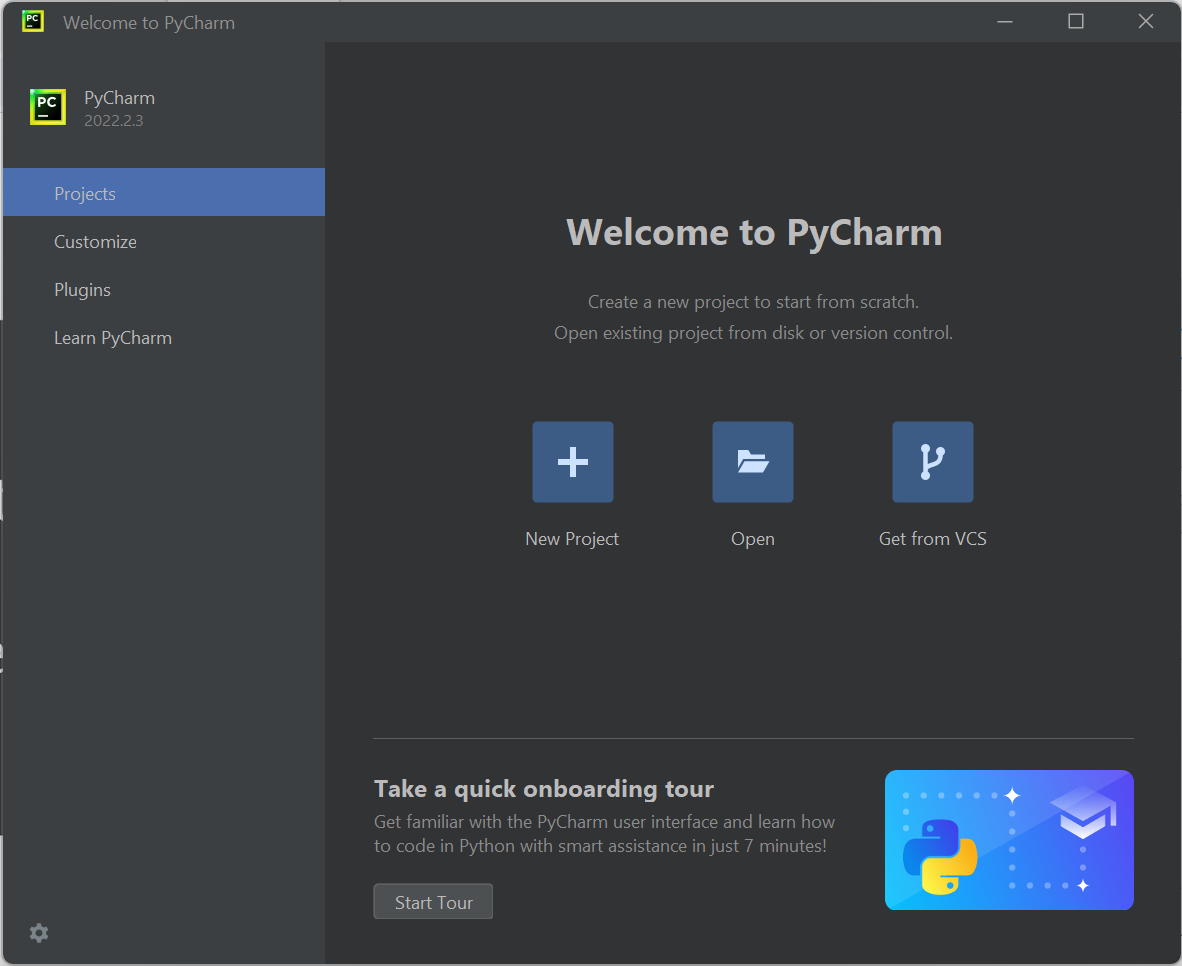 Welcome to PyCharm
PC
PyCharm
2022.2.3
Projects
Customize
Plugins
Learn PyCharm
Welcome to PyCharm
Create a new project to start from scratch.
Open existing project from disk or version control.
New Project
Open
Get from VCS
Take a quick onboarding tour
Get familiar with the PyCharm user interface and learn how
to code in Python with smart assistance in just 7 minutes!
Start Tour